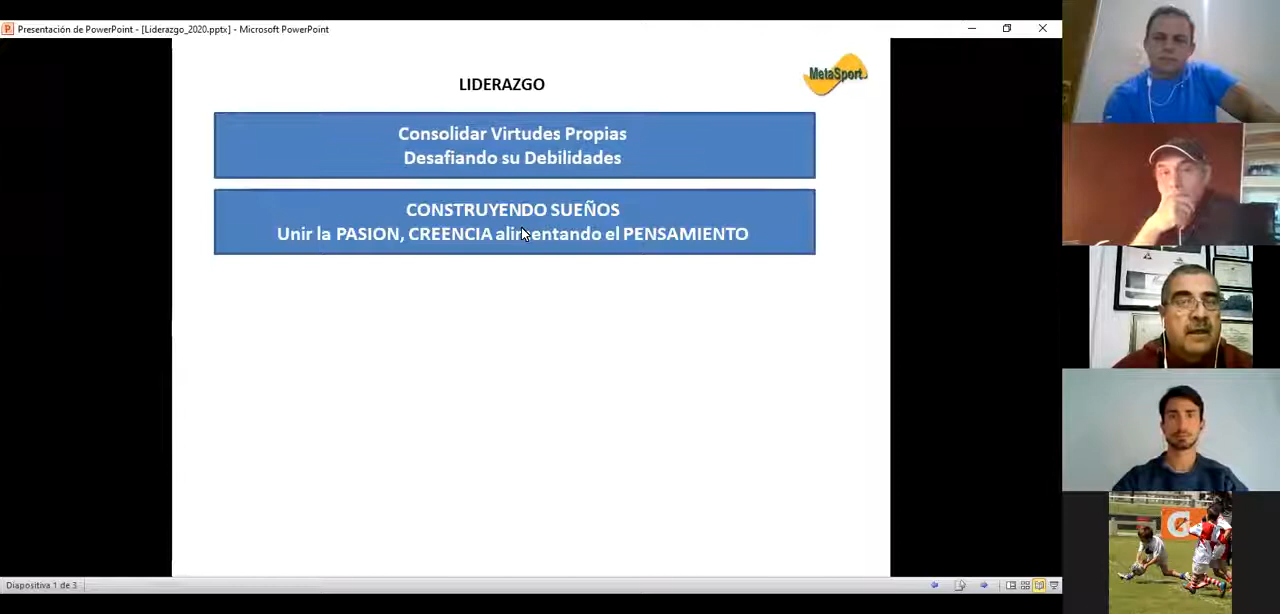 Presentación de PowerPoint - [Liderazgo_2020.pptx] - Microsoft PowerPoint
LIDERAZGO
MetaSport
Consolidar Virtudes Propias
Desafiando su Debilidades
CONSTRUYENDO SUEÑOS
Unir la PASION, CREENCIA alimentando el PENSAMIENTO
G
Diapositiva 1 de 3